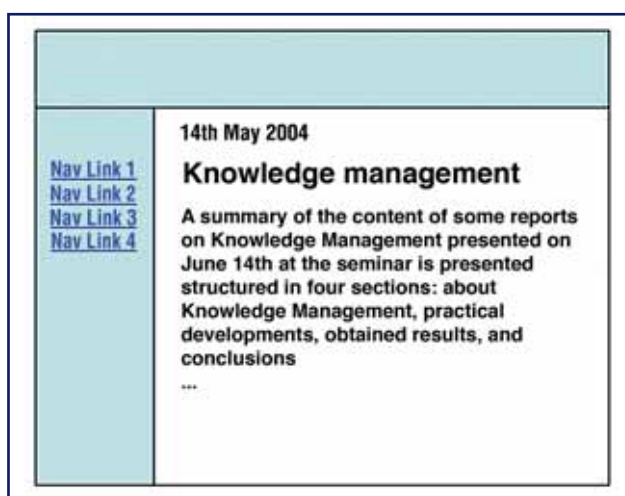 Nav Link 1
Nav Link 2
Nav Link 3
Nav Link 4
14th May 2004
Knowledge management
A summary of the content of some reports
on Knowledge Management presented on
June 14th at the seminar is presented
structured in four sections: about
Knowledge Management, practical
developments, obtained results, and
conclusions
...